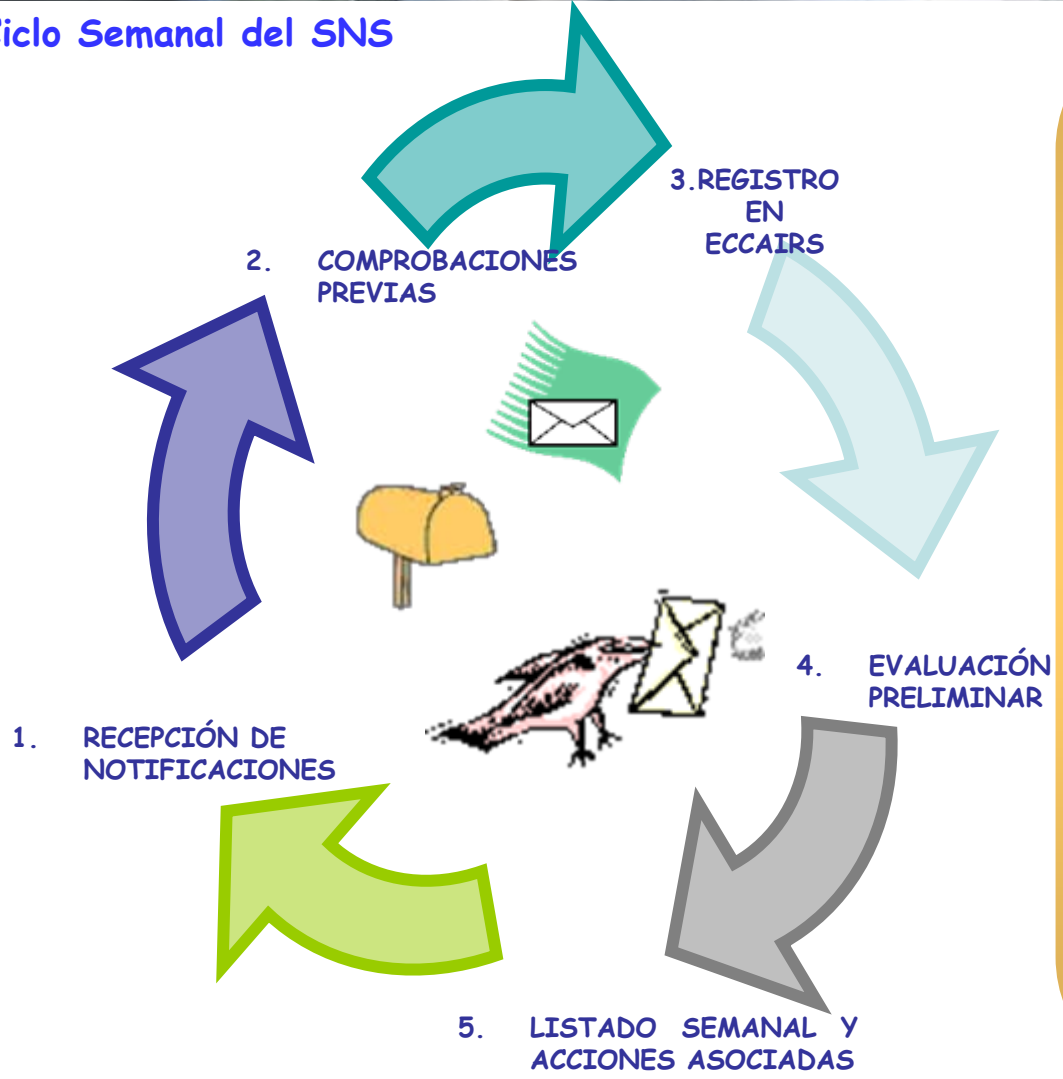 iclo Semanal del SNS
3.REGISTRO
EN
ECCAIRS
2. COMPROBACIONES
PREVIAS
4. EVALUACIÓN
PRELIMINAR
1. RECEPCIÓN DE
NOTIFICACIONES
5. LISTADO SEMANAL Y
ACCIONES ASOCIADAS